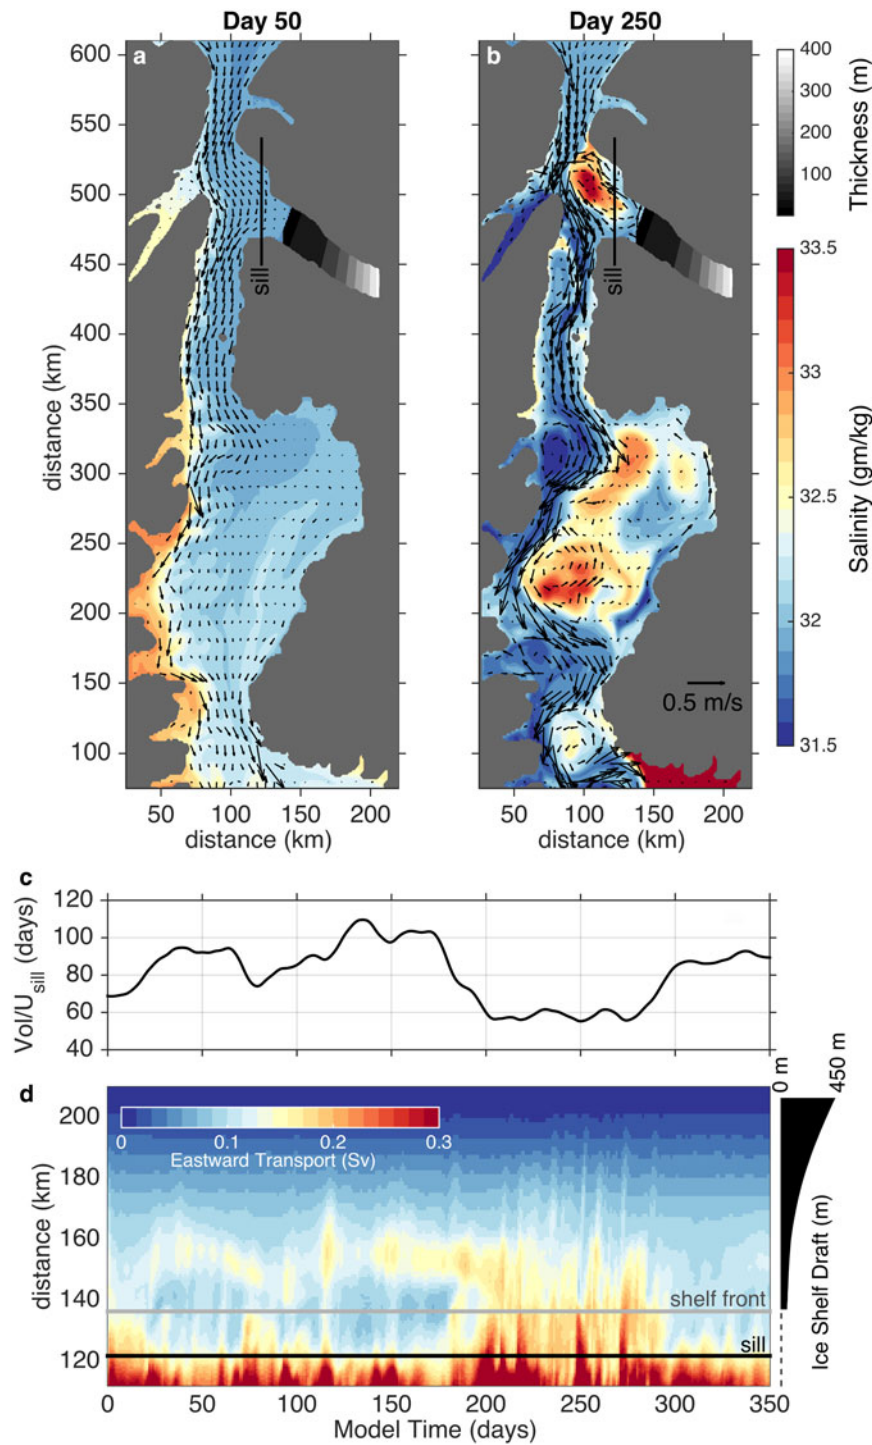 Day 50
Day 250
a
b
600
550
500
450
400
350
300
250
200
150
100
distance (km)
sill
sill
0.5 m/s
50 100 150 200
50 100 150 200
distance (km)
distance (km)
400
300
200
100
Thickness (m)
33.5
33
32.5
32
31.5
Salinity (gm/kg)
c
120
100
80
60
40
Vol/Usill (days)
d
0 m
450 m
200
180
160
140
120
distance (km)
0 0.1 0.2 0.3
Eastward Transport (Sv)
shelf front
sill
Ice Shelf Draft (m)
0 50 100 150 200 250 300 350
Model Time (days)